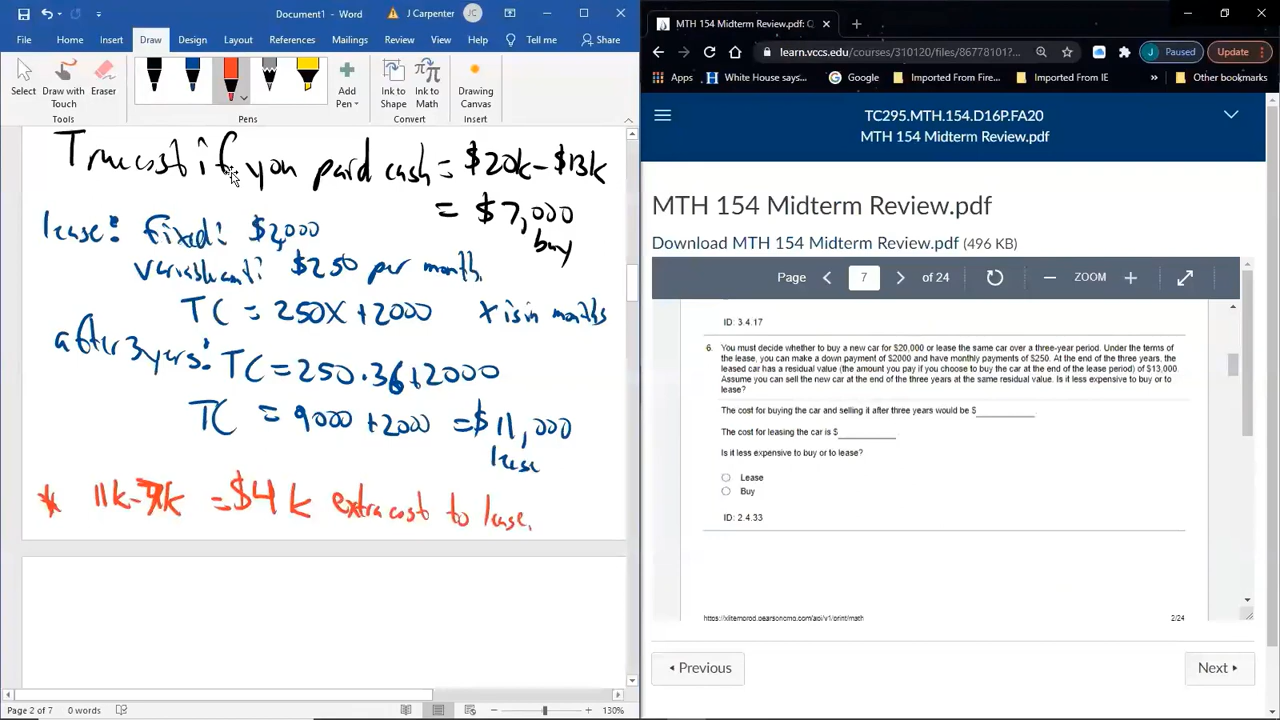 Document1 - Word
J Carpenter
JC
File
Home
Insert
Draw
Design
Layout
References
Mailings
Review
View
Help
Tell me
Share
Select
Draw with Touch
Eraser
Add Pen
Ink to Shape
Ink to Math
Drawing Canvas
Tools
Pens
Convert
Insert
True cost if you paid cash = $20k - $13k
= $7,000
buy
lease: fixed: $2,000
variable amt: $250 per month.
TC = 250X + 2000 X is in months
after 3 yers: TC = 250 · 36 + 2000
TC = 9000 + 2000 = $11,000
lease
* 11k - 7k = $4k extra cost to lease.
Page 2 of 7
0 words
130%
MTH 154 Midterm Review.pdf: Q
learn.vccs.edu/courses/310120/files/86778101?...
Paused
Update
Apps
White House says...
Google
Imported From Fire...
Imported From IE
Other bookmarks
TC295.MTH.154.D16P.FA20
MTH 154 Midterm Review.pdf
MTH 154 Midterm Review.pdf
Download MTH 154 Midterm Review.pdf (496 KB)
Page 7 of 24 ZOOM
ID: 3.4.17
6. You must decide whether to buy a new car for $20,000 or lease the same car over a three-year period. Under the terms of
the lease, you can make a down payment of $2000 and have monthly payments of $250. At the end of the three years, the
leased car has a residual value (the amount you pay if you choose to buy the car at the end of the lease period) of $13,000.
Assume you can sell the new car at the end of the three years at the same residual value. Is it less expensive to buy or to
lease?
The cost for buying the car and selling it after three years would be $
The cost for leasing the car is $
Is it less expensive to buy or to lease?
Lease
Buy
ID: 2.4.33
https://xlitemprod.pearsoncmg.com/api/v1/print/math
2/24
Previous
Next